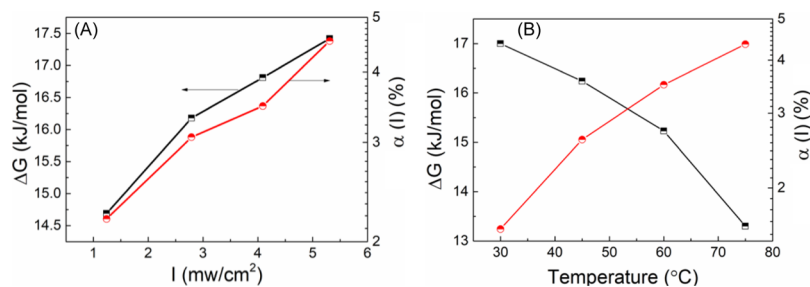 (A)
17.5
17.0
16.5
16.0
15.5
15.0
14.5
ΔG (kJ/mol)
1 2 3 4 5 6
I (mw/cm²)
5
4
3
2
α (I) (%)
(B)
17
16
15
14
13
ΔG (kJ/mol)
30 40 50 60 70 80
Temperature (°C)
5
4
3
2
α (I) (%)